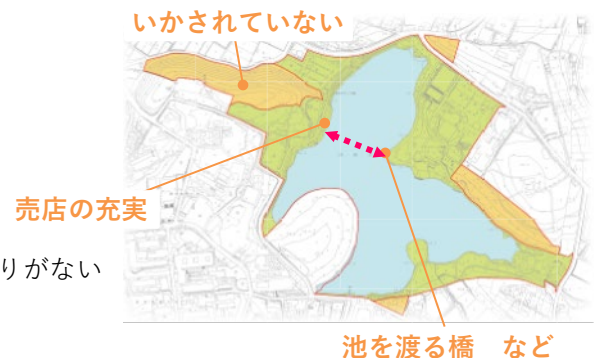 いかされていない
売店の充実
りがない
池を渡る橋　など